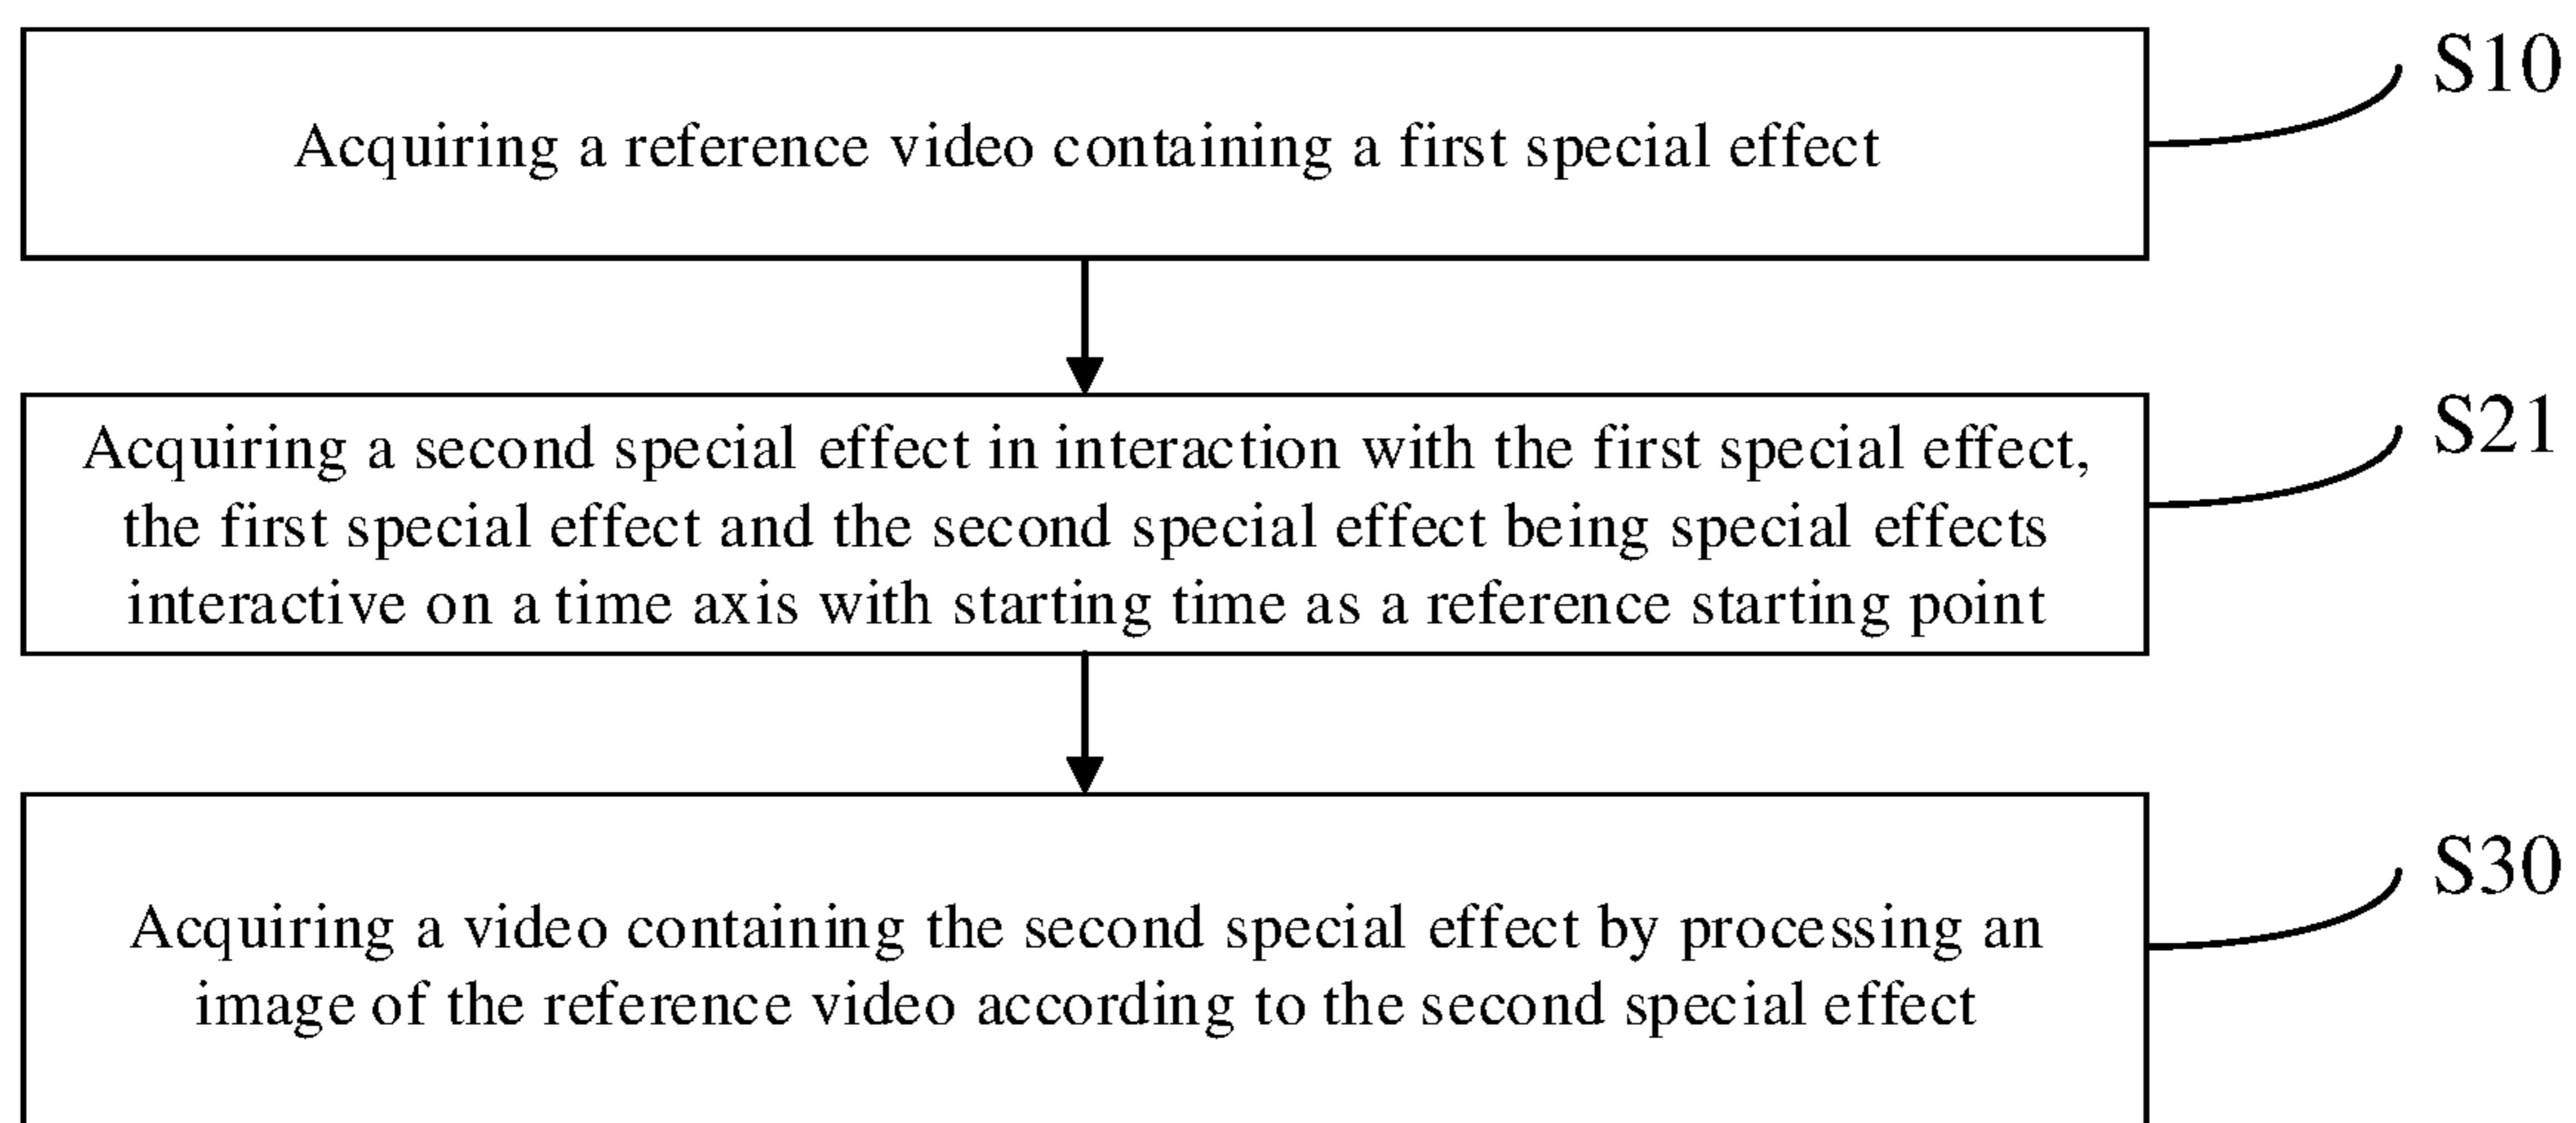 Acquiring a reference video containing a first special effect
S10
Acquiring a second special effect in interaction with the first special effect,
the first special effect and the second special effect being special effects
interactive on a time axis with starting time as a reference starting point
S21
Acquiring a video containing the second special effect by processing an
image of the reference video according to the second special effect
S30